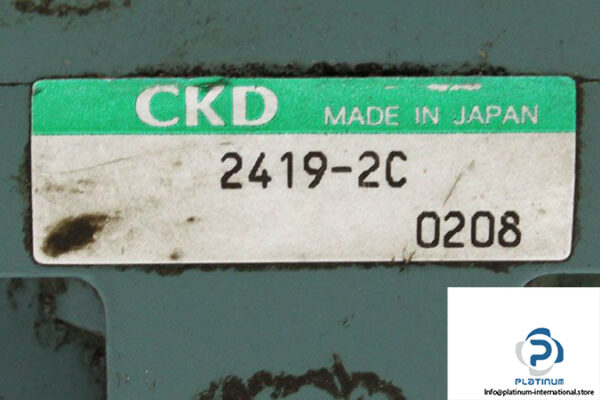 CKD MADE IN JAPAN
2419-2C
0208
P
PLATINUM
Info@platinum-international.store